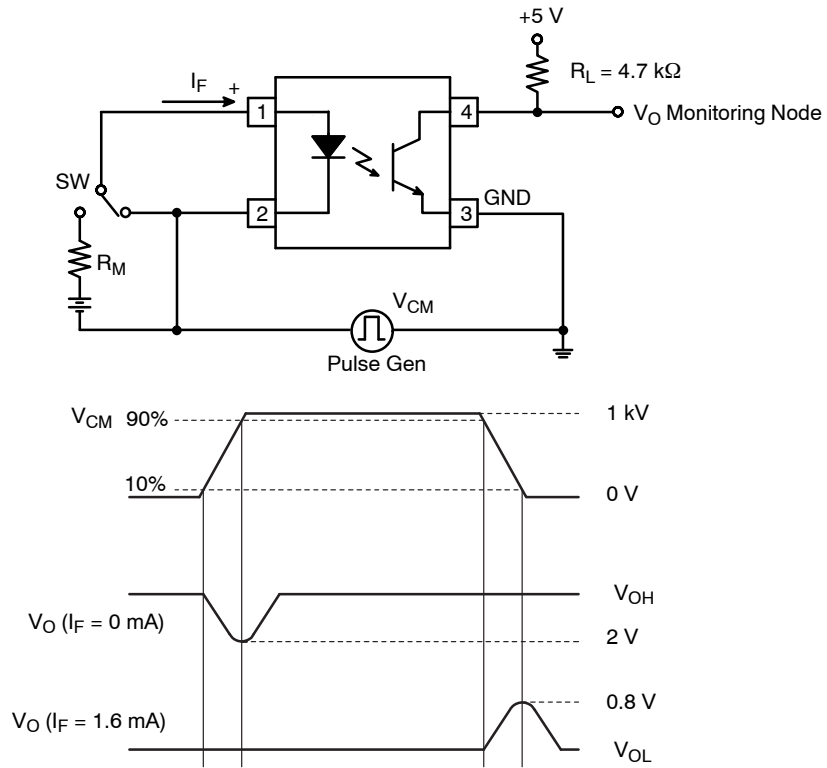 +5 V
R_L = 4.7 kΩ
I_F +
1
4
V_O Monitoring Node
SW
2
3
GND
R_M
V_CM
Pulse Gen
V_CM 90%
1 kV
10%
0 V
V_OH
V_O (I_F = 0 mA)
2 V
0.8 V
V_O (I_F = 1.6 mA)
V_OL